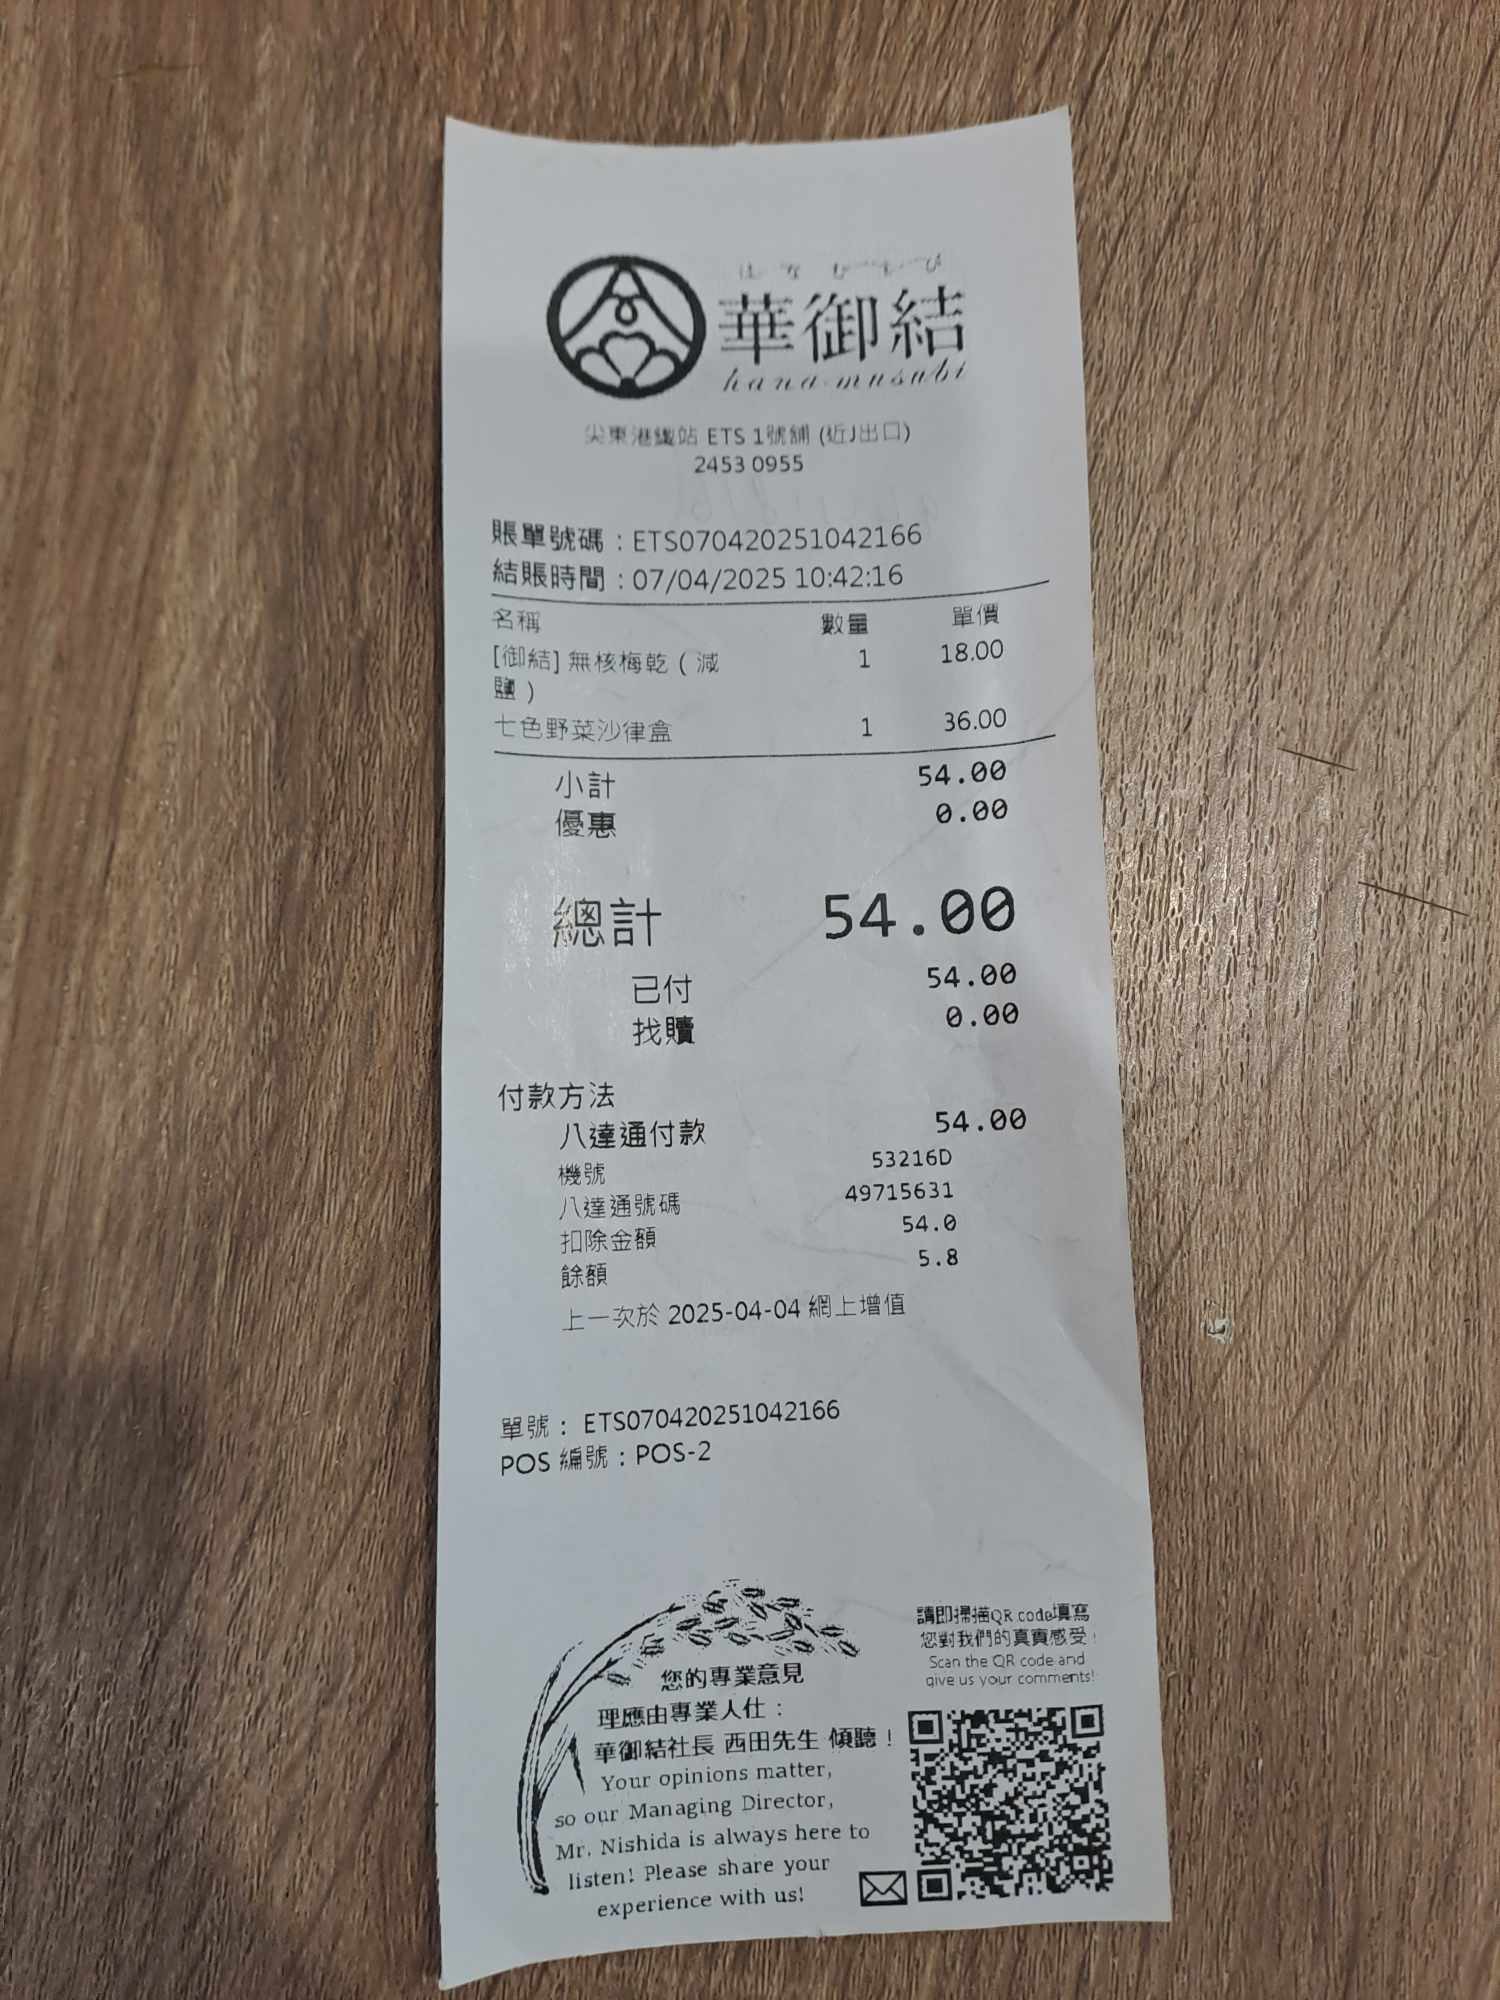 はなむすび
華御結
hana-musubi
尖東港鐵站 ETS 1號舖 (近J出口)
2453 0955
賬單號碼 : ETS070420251042166
結賬時間 : 07/04/2025 10:42:16
名稱 數量 單價
[御結] 無核梅乾 ( 減 1 18.00
鹽 )
七色野菜沙律盒 1 36.00
小計 54.00
優惠 0.00
總計 54.00
已付 54.00
找贖 0.00
付款方法
八達通付款 54.00
機號 53216D
八達通號碼 49715631
扣除金額 54.0
餘額 5.8
上一次於 2025-04-04 網上增值
單號 : ETS070420251042166
POS 編號 : POS-2
您的專業意見
理應由專業人仕 :
華御結社長 西田先生 傾聽 !
Your opinions matter,
so our Managing Director,
Mr. Nishida is always here to
listen! Please share your
experience with us!
請即掃描QR code填寫
您對我們的真實感受 !
Scan the QR code and
give us your comments!